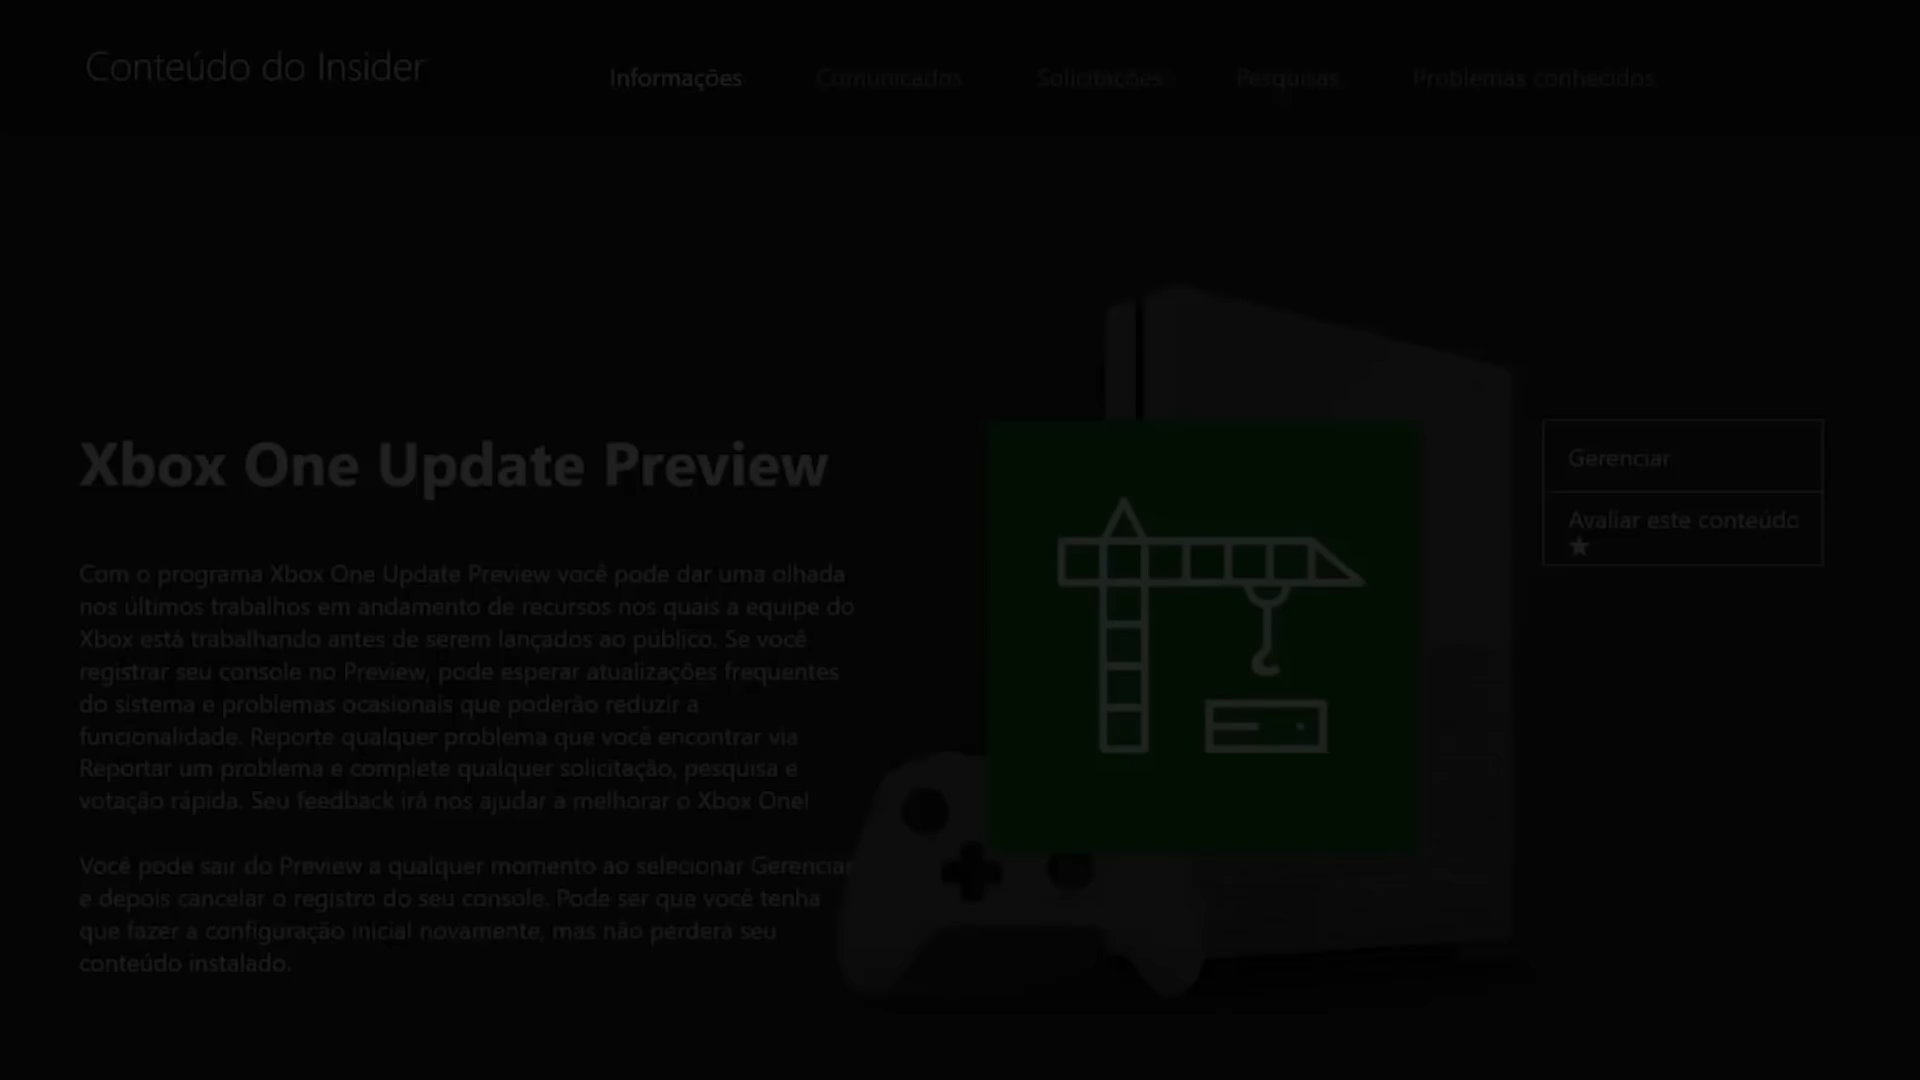 Conteúdo do Insider
Informações
Comunicados
Solicitações
Pesquisas
Problemas conhecidos
Xbox One Update Preview
Com o programa Xbox One Update Preview você pode dar uma olhada
nos últimos trabalhos em andamento de recursos nos quais a equipe do
Xbox está trabalhando antes de serem lançados ao público. Se você
registrar seu console no Preview, pode esperar atualizações frequentes
do sistema e problemas ocasionais que poderão reduzir a
funcionalidade. Reporte qualquer problema que você encontrar via
Reportar um problema e complete qualquer solicitação, pesquisa e
votação rápida. Seu feedback irá nos ajudar a melhorar o Xbox One!
Você pode sair do Preview a qualquer momento ao selecionar Gerenciar
e depois cancelar o registro do seu console. Pode ser que você tenha
que fazer a configuração inicial novamente, mas não perderá seu
conteúdo instalado.
Gerenciar
Avaliar este conteúdo